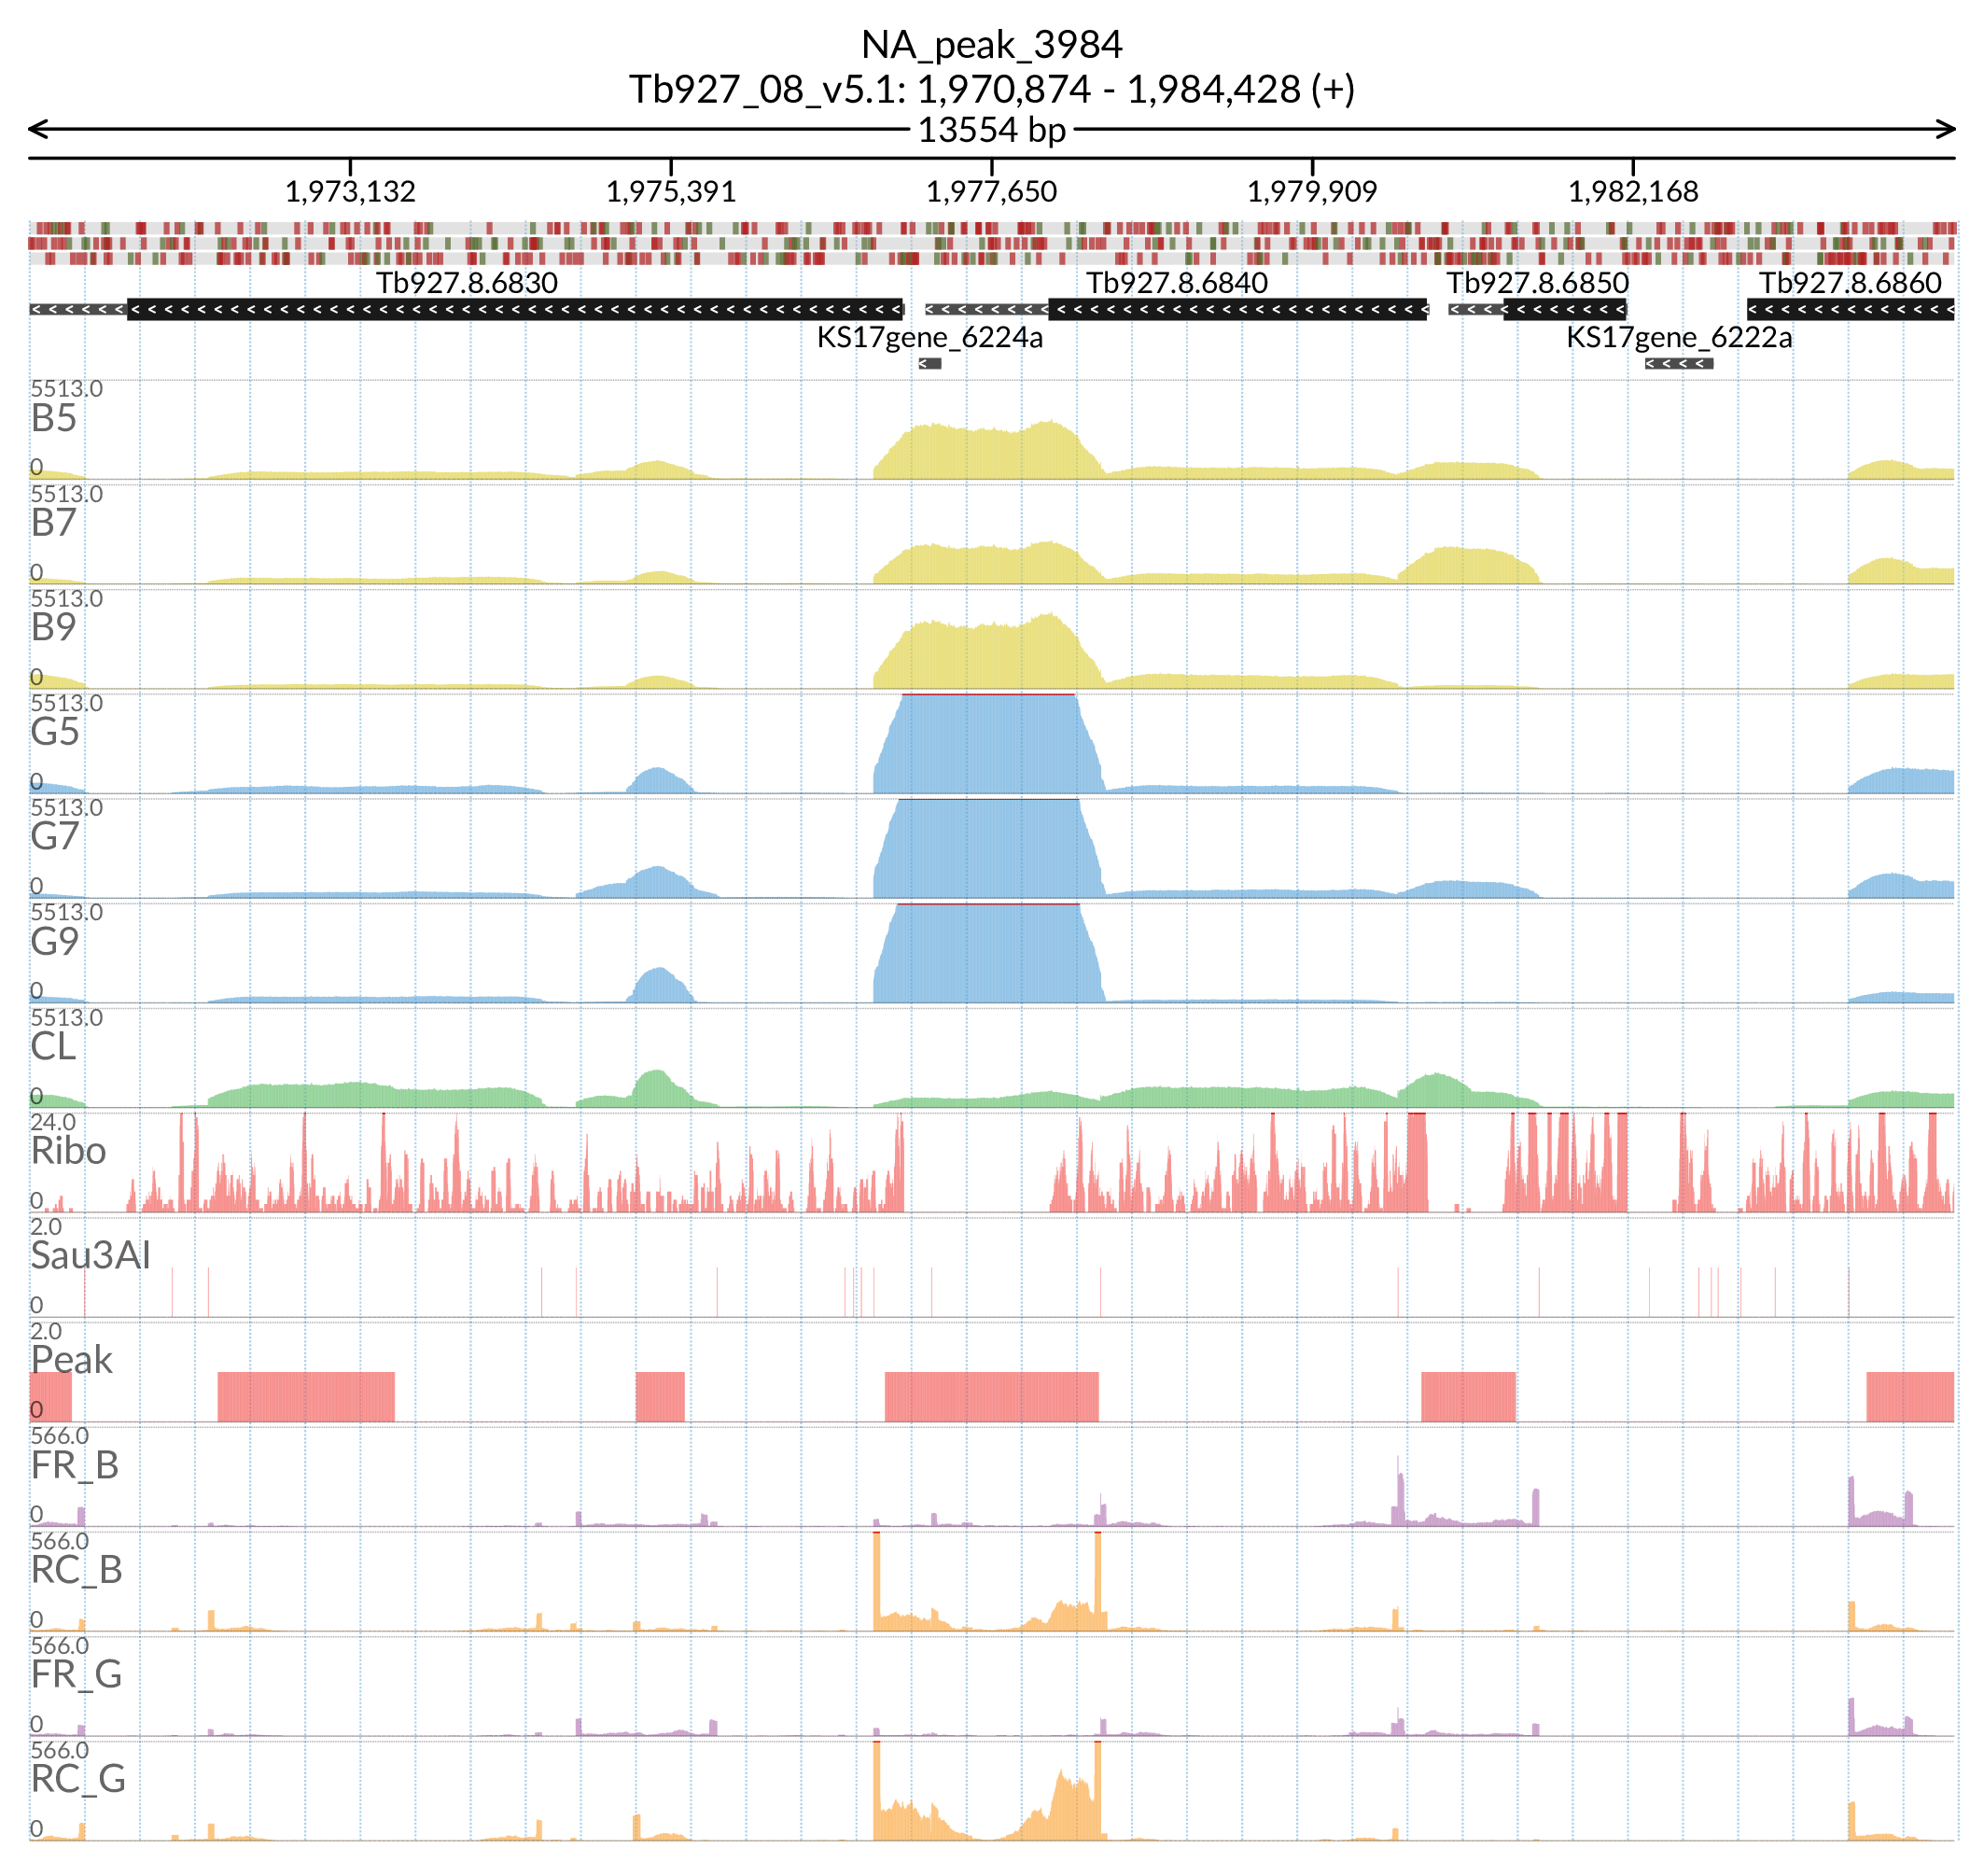 NA_peak_3984
Tb927_08_v5.1: 1,970,874 - 1,984,428 (+)
13554 bp
1,973,132 1,975,391 1,977,650 1,979,909 1,982,168
Tb927.8.6830 Tb927.8.6840 Tb927.8.6850 Tb927.8.6860
KS17gene_6224a KS17gene_6222a
5513.0
B5
0
5513.0
B7
0
5513.0
B9
0
5513.0
G5
0
5513.0
G7
0
5513.0
G9
0
5513.0
CL
0
24.0
Ribo
0
2.0
Sau3AI
0
2.0
Peak
0
566.0
FR_B
0
566.0
RC_B
0
566.0
FR_G
0
566.0
RC_G
0